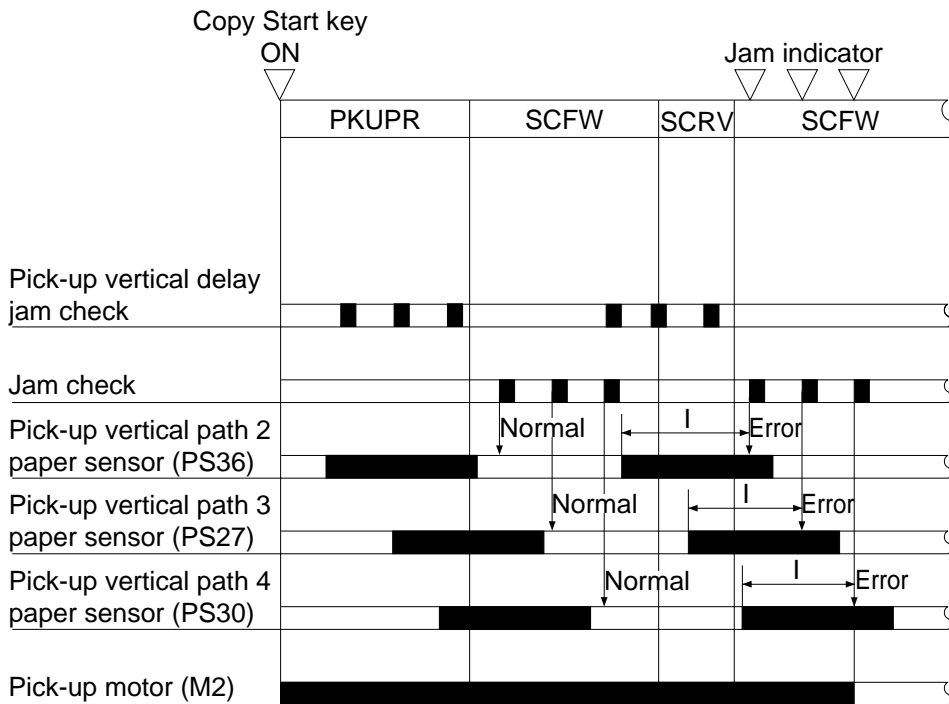 Copy Start key
ON
Jam indicator
PKUPR SCFW SCRV SCFW
Pick-up vertical delay
jam check
Jam check
Pick-up vertical path 2
paper sensor (PS36)
Normal I Error
Pick-up vertical path 3
paper sensor (PS27)
Normal I Error
Pick-up vertical path 4
paper sensor (PS30)
Normal I Error
Pick-up motor (M2)